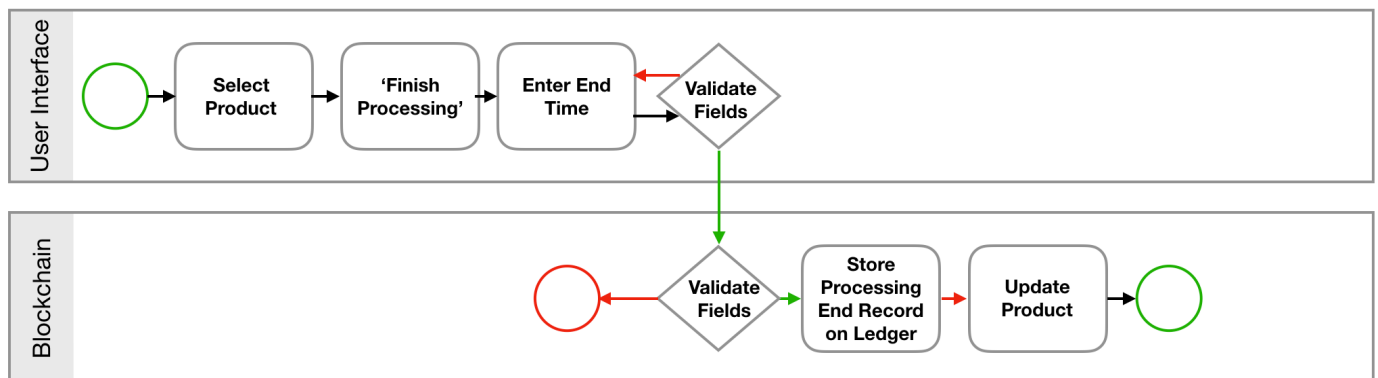 User Interface
Select
Product
‘Finish
Processing’
Enter End
Time
Validate
Fields
Blockchain
Validate
Fields
Store
Processing
End Record
on Ledger
Update
Product